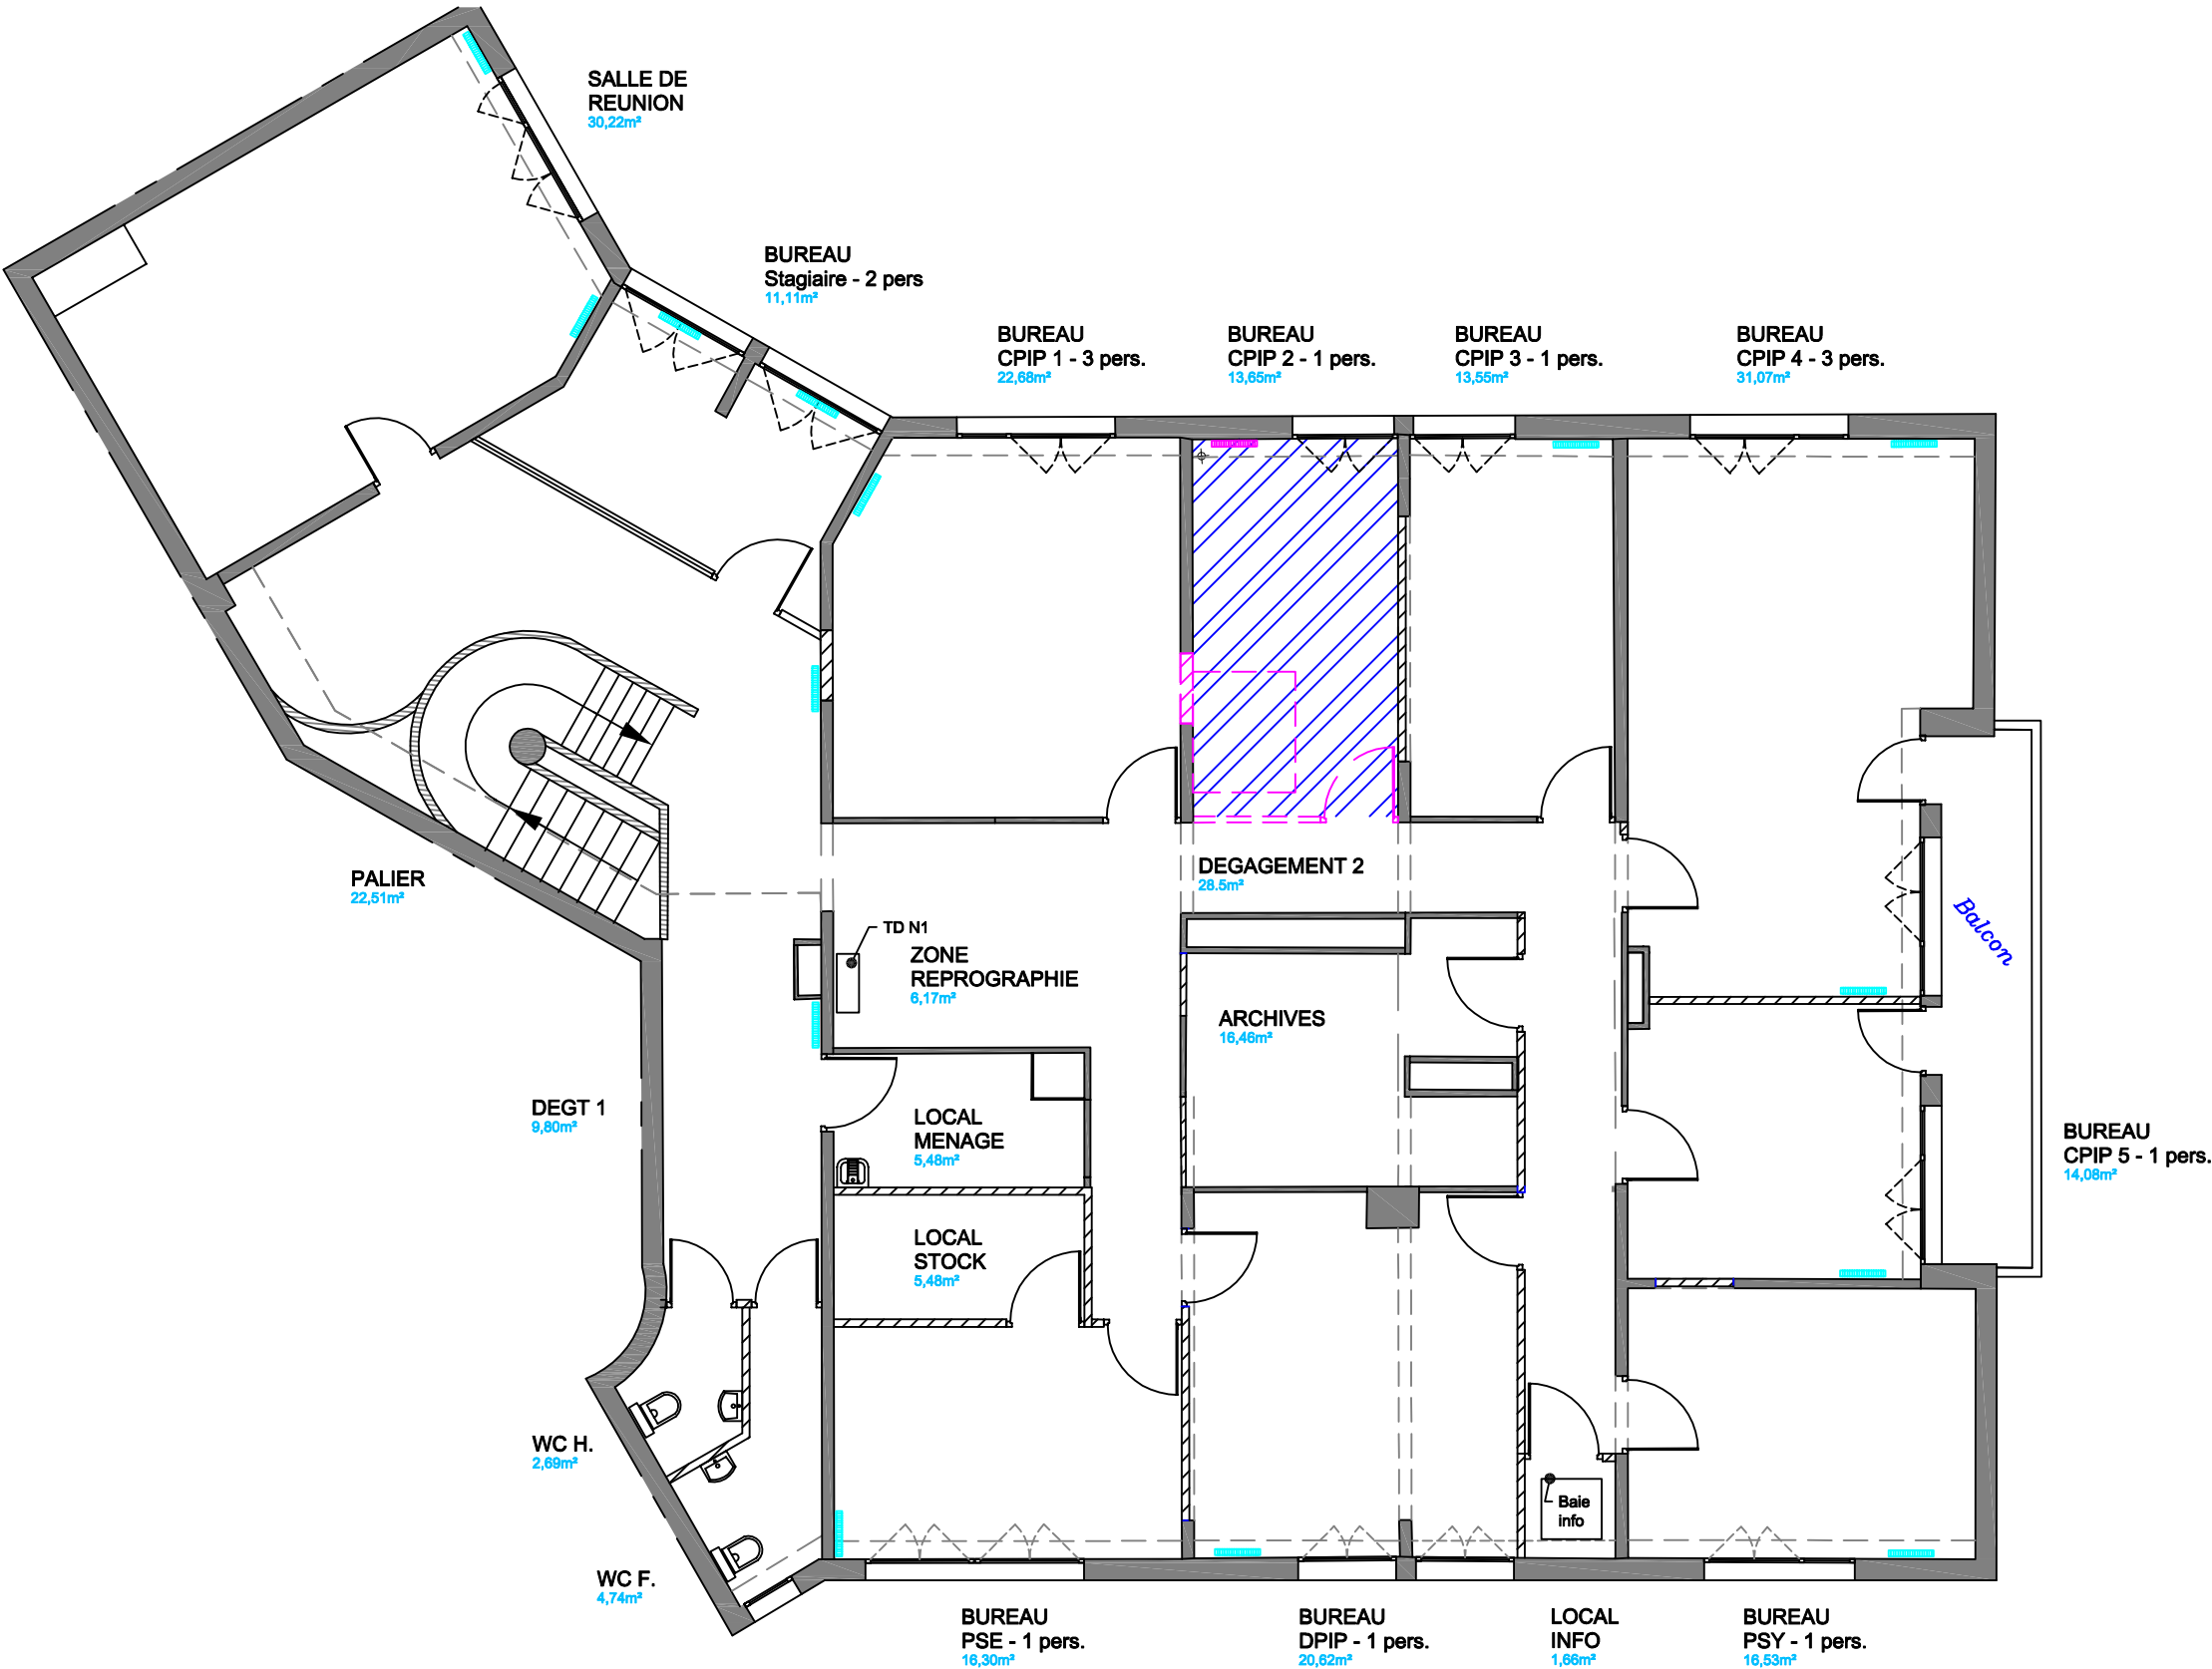 SALLE DE
REUNION
30,22m²
BUREAU
Stagiaire - 2 pers
11,11m²
BUREAU
CPIP 1 - 3 pers.
22,68m²
BUREAU
CPIP 2 - 1 pers.
13,65m²
BUREAU
CPIP 3 - 1 pers.
13,55m²
BUREAU
CPIP 4 - 3 pers.
31,07m²
PALIER
22,51m²
DEGAGEMENT 2
28.5m²
TD N1
ZONE
REPROGRAPHIE
6,17m²
Balcon
ARCHIVES
16,46m²
DEGT 1
9,80m²
LOCAL
MENAGE
5,48m²
BUREAU
CPIP 5 - 1 pers.
14,08m²
LOCAL
STOCK
5,48m²
WC H.
2,69m²
Baie
info
WC F.
4,74m²
BUREAU
PSE - 1 pers.
16,30m²
BUREAU
DPIP - 1 pers.
20,62m²
LOCAL
INFO
1,66m²
BUREAU
PSY - 1 pers.
16,53m²